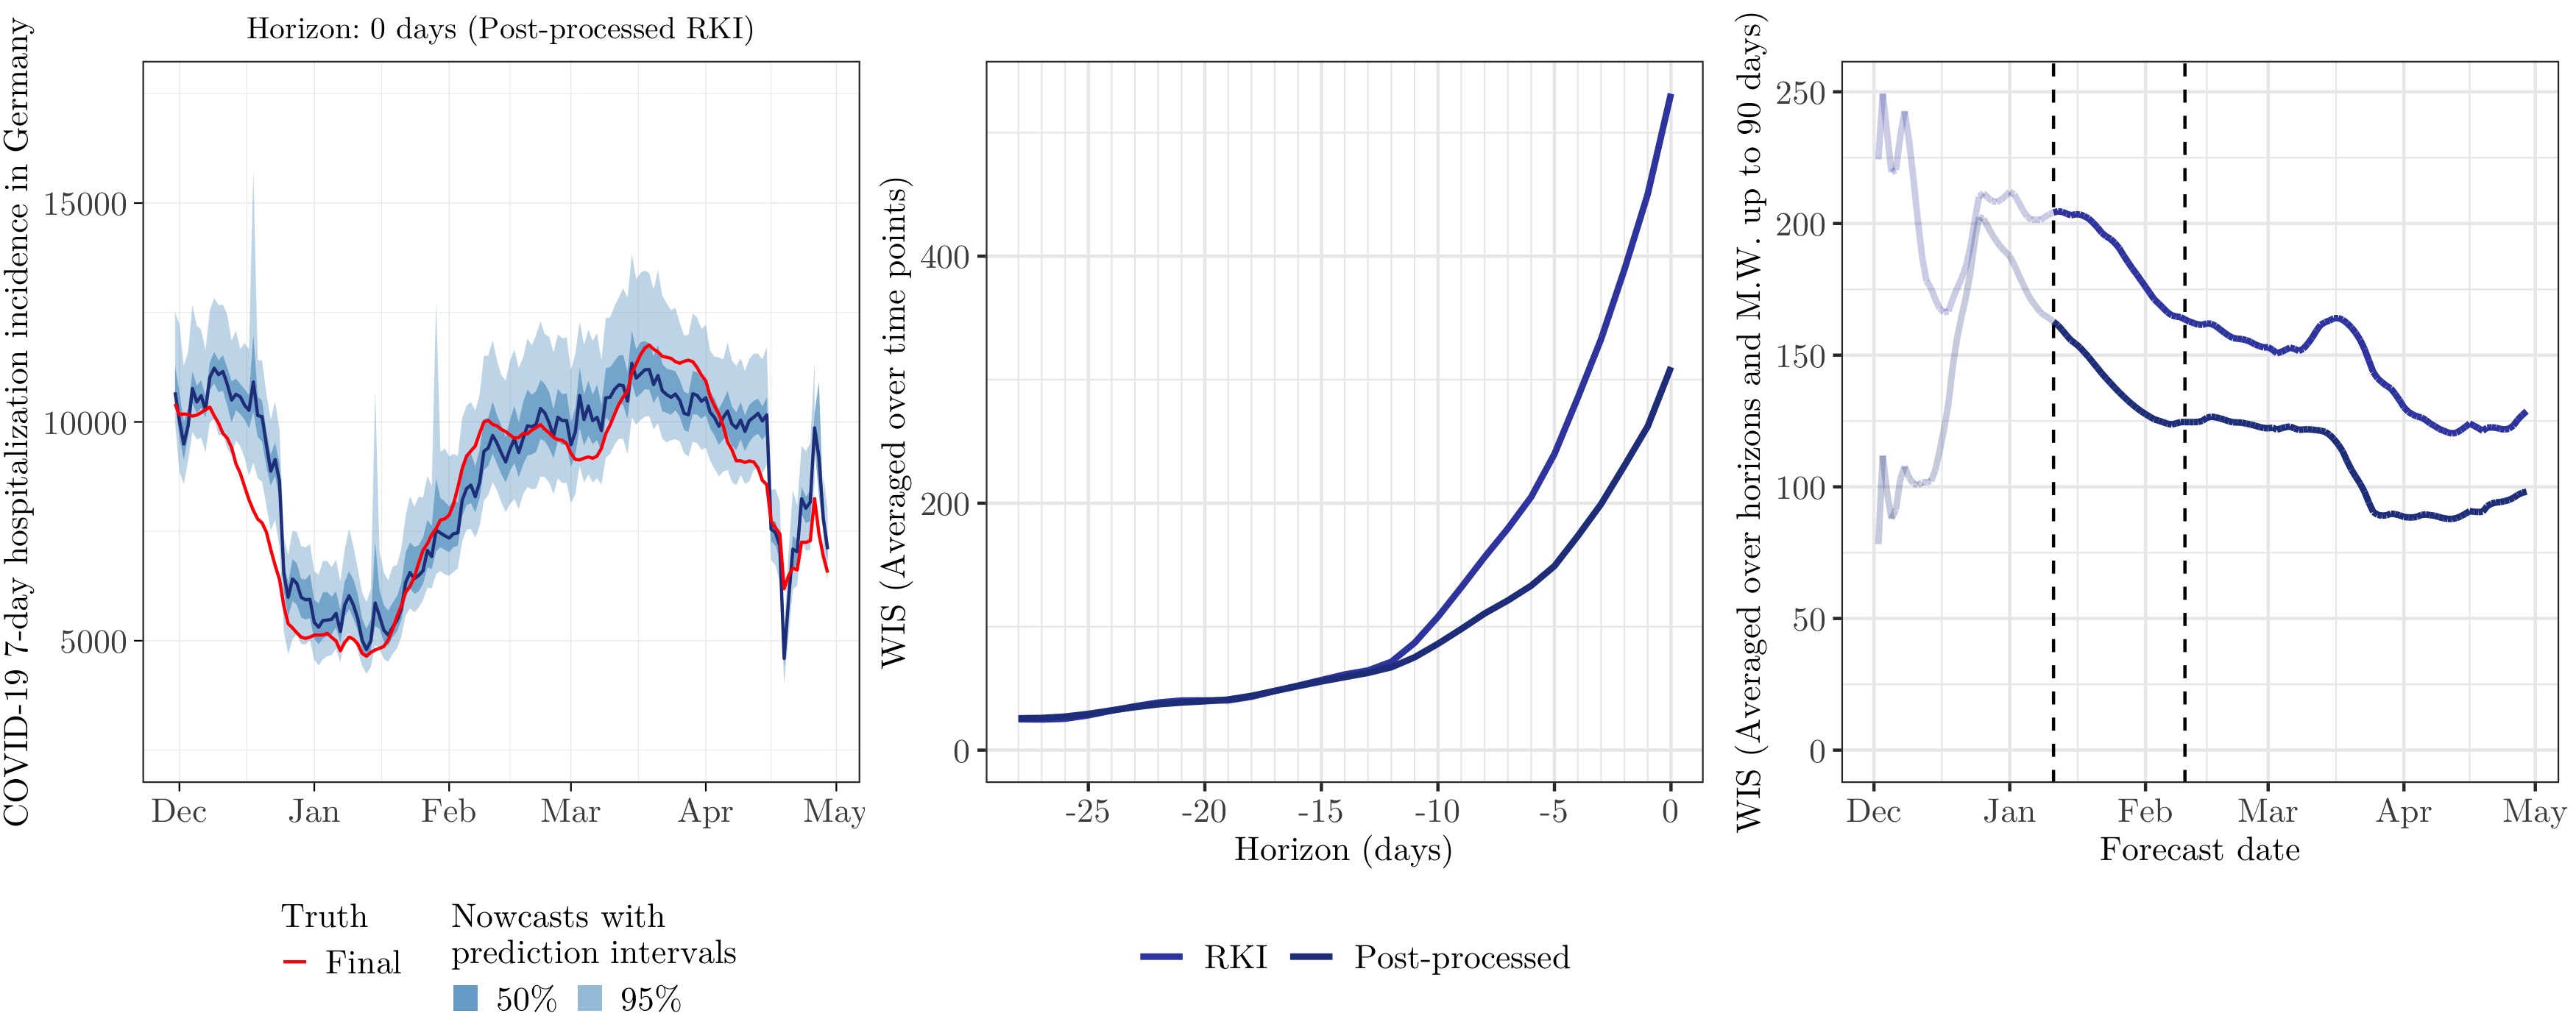 Horizon: 0 days (Post-processed RKI)
COVID-19 7-day hospitalization incidence in Germany
15000
10000
5000
Dec Jan Feb Mar Apr May
Truth
Final
Nowcasts with
prediction intervals
50% 95%
WIS (Averaged over time points)
400
200
0
-25 -20 -15 -10 -5 0
Horizon (days)
RKI Post-processed
WIS (Averaged over horizons and M.W. up to 90 days)
250
200
150
100
50
0
Dec Jan Feb Mar Apr May
Forecast date